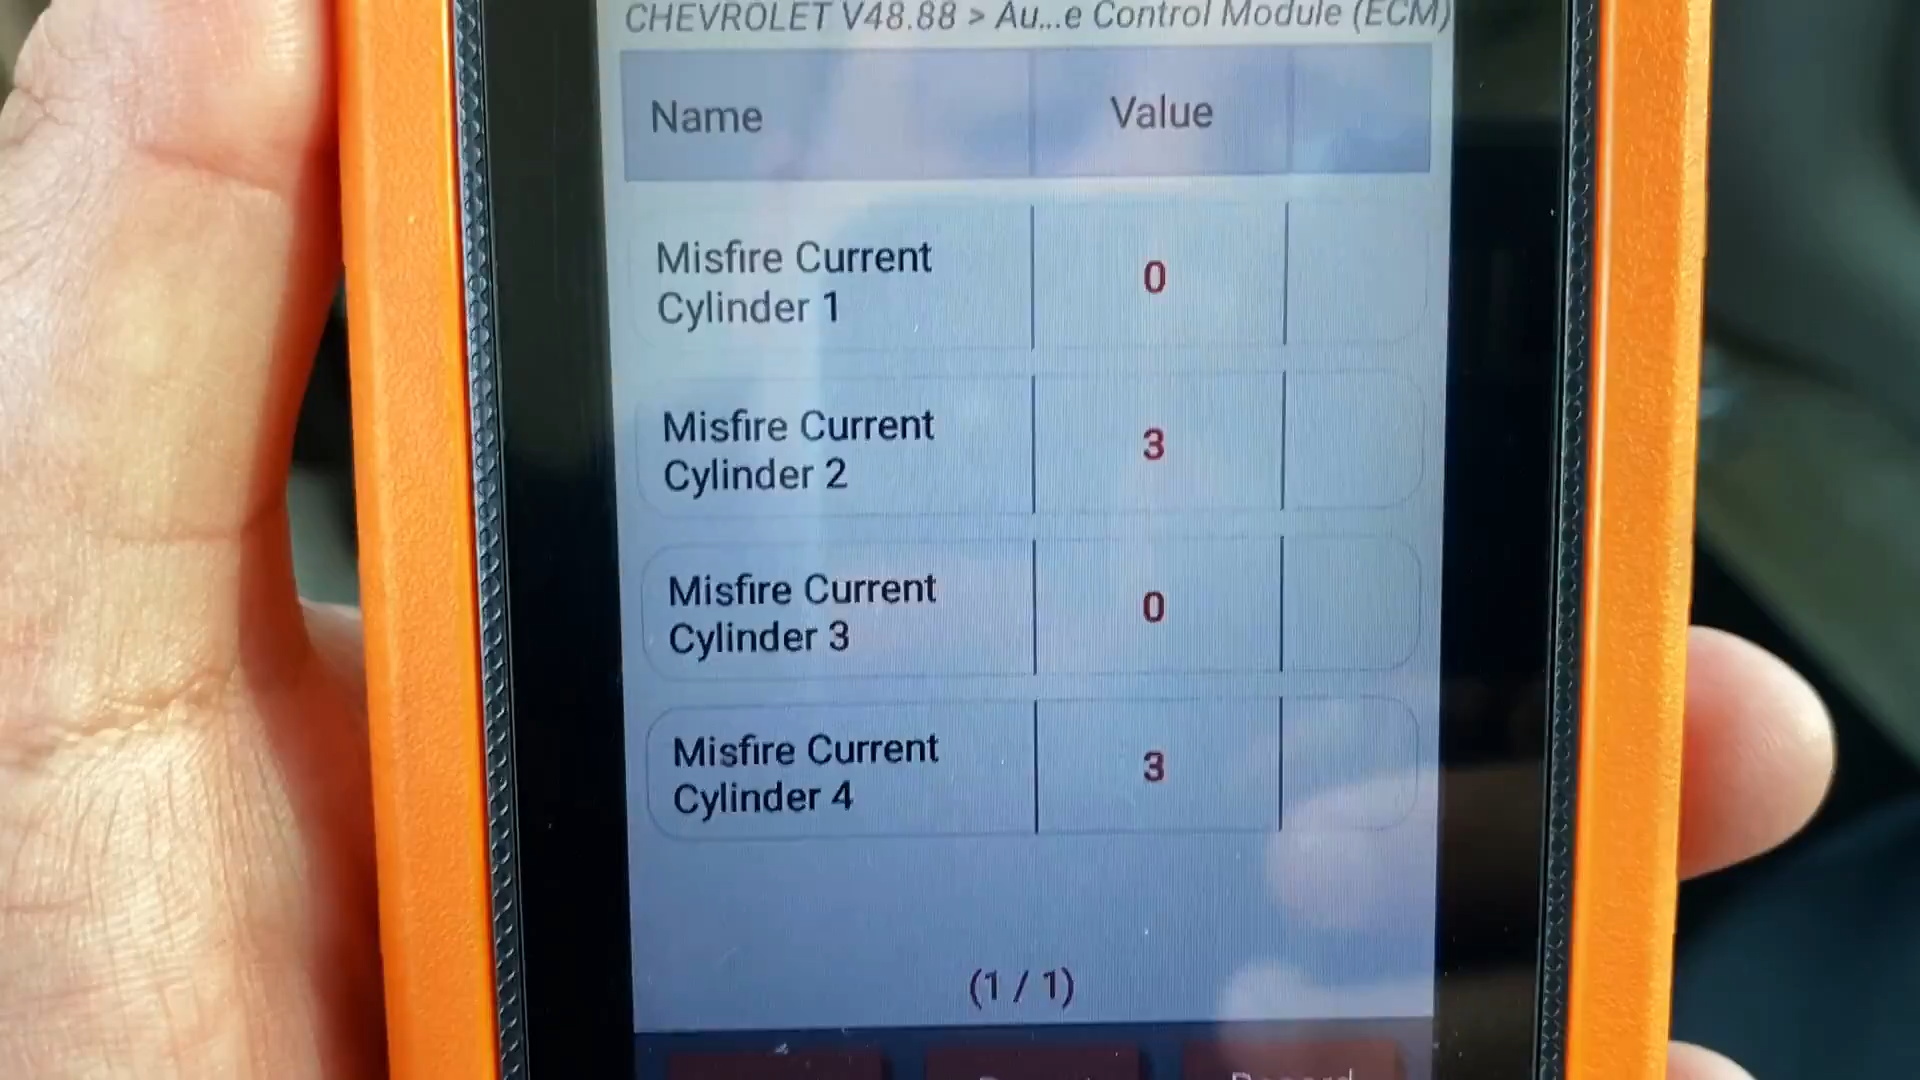 CHEVROLET V48.88 > Au...e Control Module (ECM)
Name Value
Misfire Current
Cylinder 1
0
Misfire Current
Cylinder 2
3
Misfire Current
Cylinder 3
0
Misfire Current
Cylinder 4
3
(1 / 1)
Record